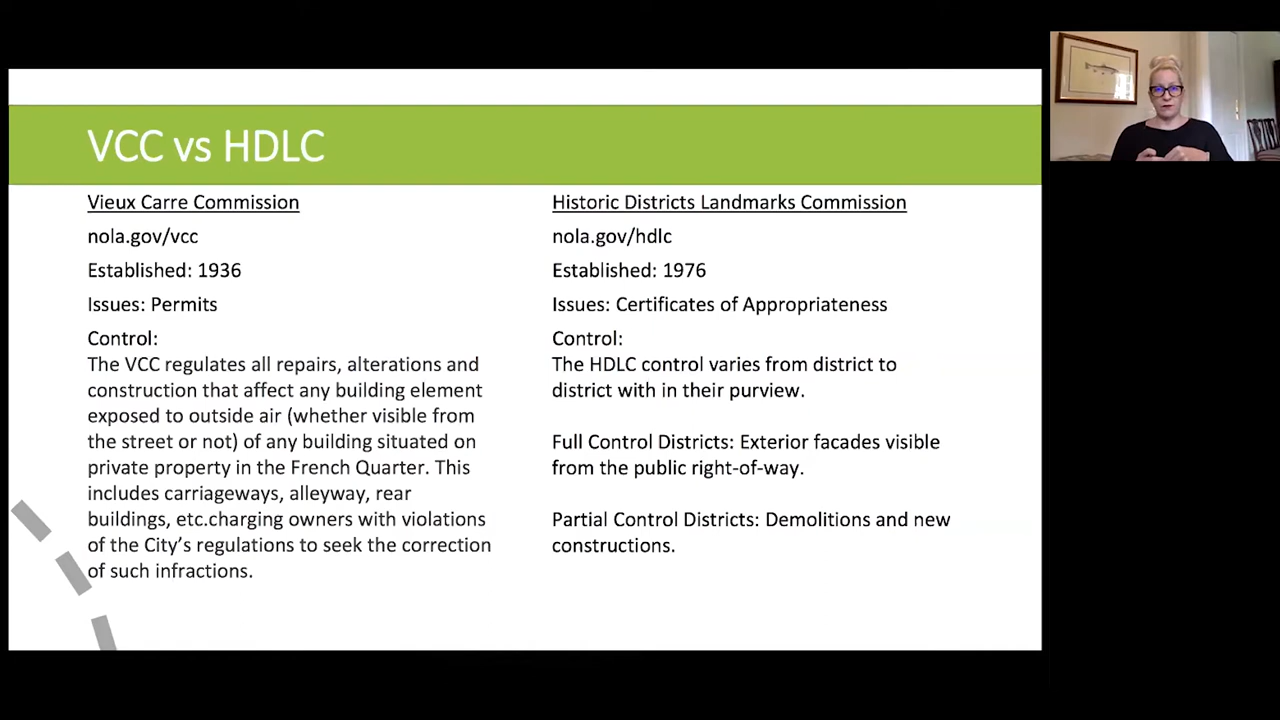 VCC vs HDLC
Vieux Carre Commission
nola.gov/vcc
Established: 1936
Issues: Permits
Control:
The VCC regulates all repairs, alterations and
construction that affect any building element
exposed to outside air (whether visible from
the street or not) of any building situated on
private property in the French Quarter. This
includes carriageways, alleyway, rear
buildings, etc.charging owners with violations
of the City’s regulations to seek the correction
of such infractions.
Historic Districts Landmarks Commission
nola.gov/hdlc
Established: 1976
Issues: Certificates of Appropriateness
Control:
The HDLC control varies from district to
district with in their purview.
Full Control Districts: Exterior facades visible
from the public right-of-way.
Partial Control Districts: Demolitions and new
constructions.